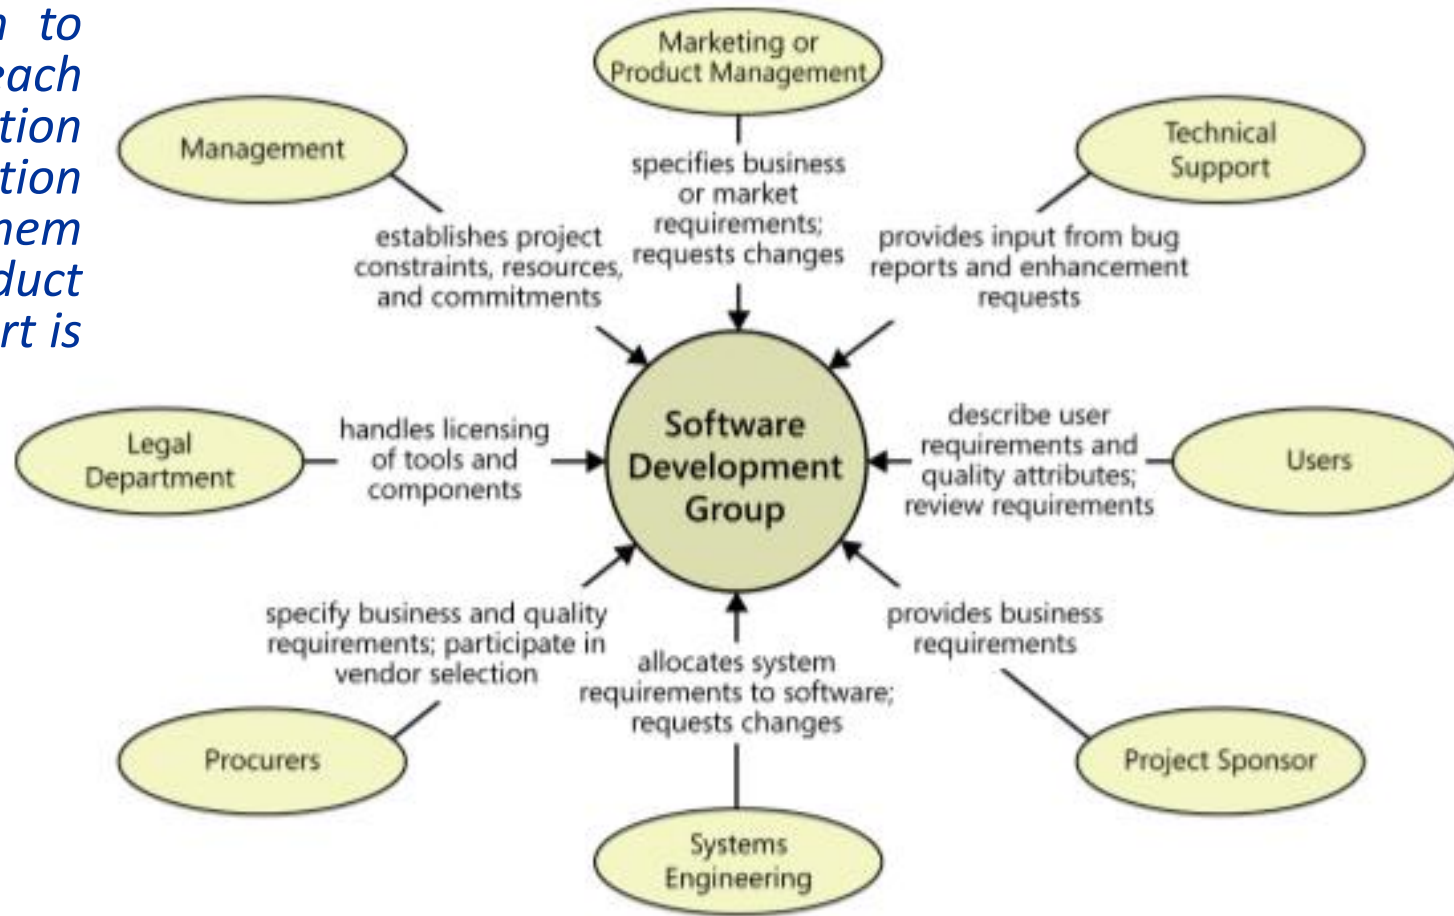 to
each
tion
tion
hem
duct
rt is
Marketing or
Product Management
Management
Technical
Support
specifies business
or market
requirements;
requests changes
establishes project
constraints, resources,
and commitments
provides input from bug
reports and enhancement
requests
Legal
Department
handles licensing
of tools and
components
Software
Development
Group
describe user
requirements and
quality attributes;
review requirements
Users
specify business and quality
requirements; participate in
vendor selection
allocates system
requirements to software;
requests changes
provides business
requirements
Procurers
Systems
Engineering
Project Sponsor